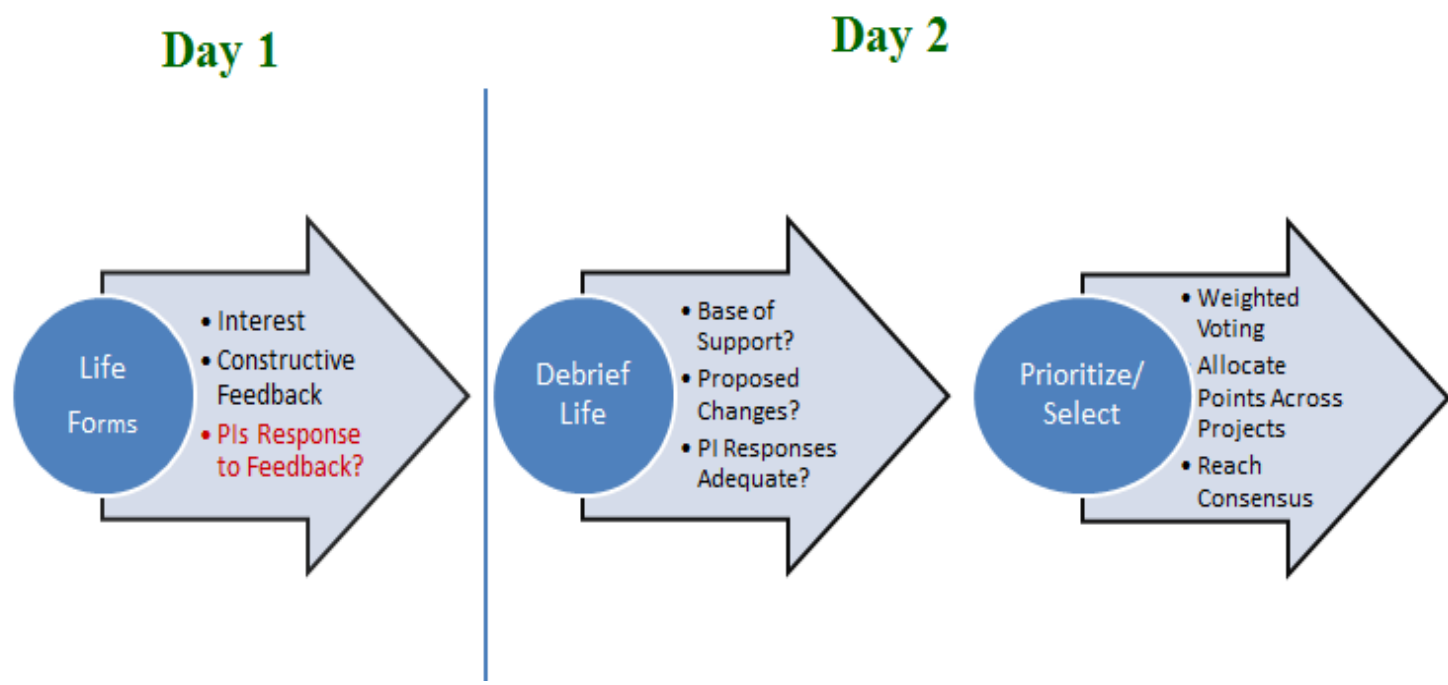 Day 1
Day 2
Life
Forms
• Interest
• Constructive
Feedback
• PIs Response
to Feedback?
Debrief
Life
• Base of
Support?
• Proposed
Changes?
• PI Responses
Adequate?
Prioritize/
Select
• Weighted
Voting
• Allocate
Points Across
Projects
• Reach
Consensus